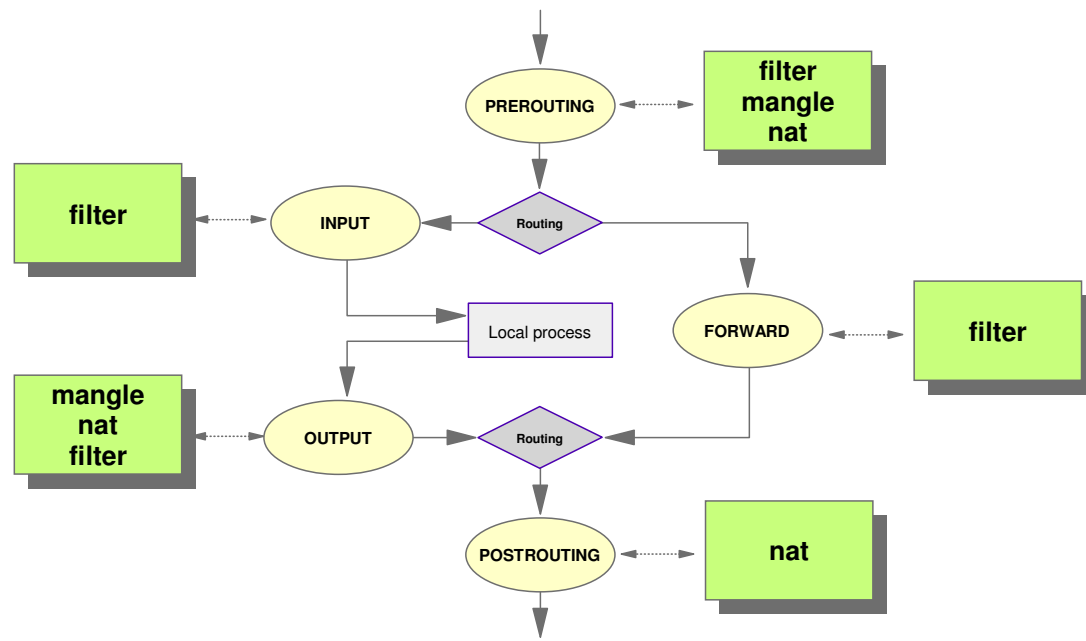 PREROUTING
filter
mangle
nat
filter
INPUT
Routing
Local process
FORWARD
filter
mangle
nat
filter
OUTPUT
Routing
POSTROUTING
nat